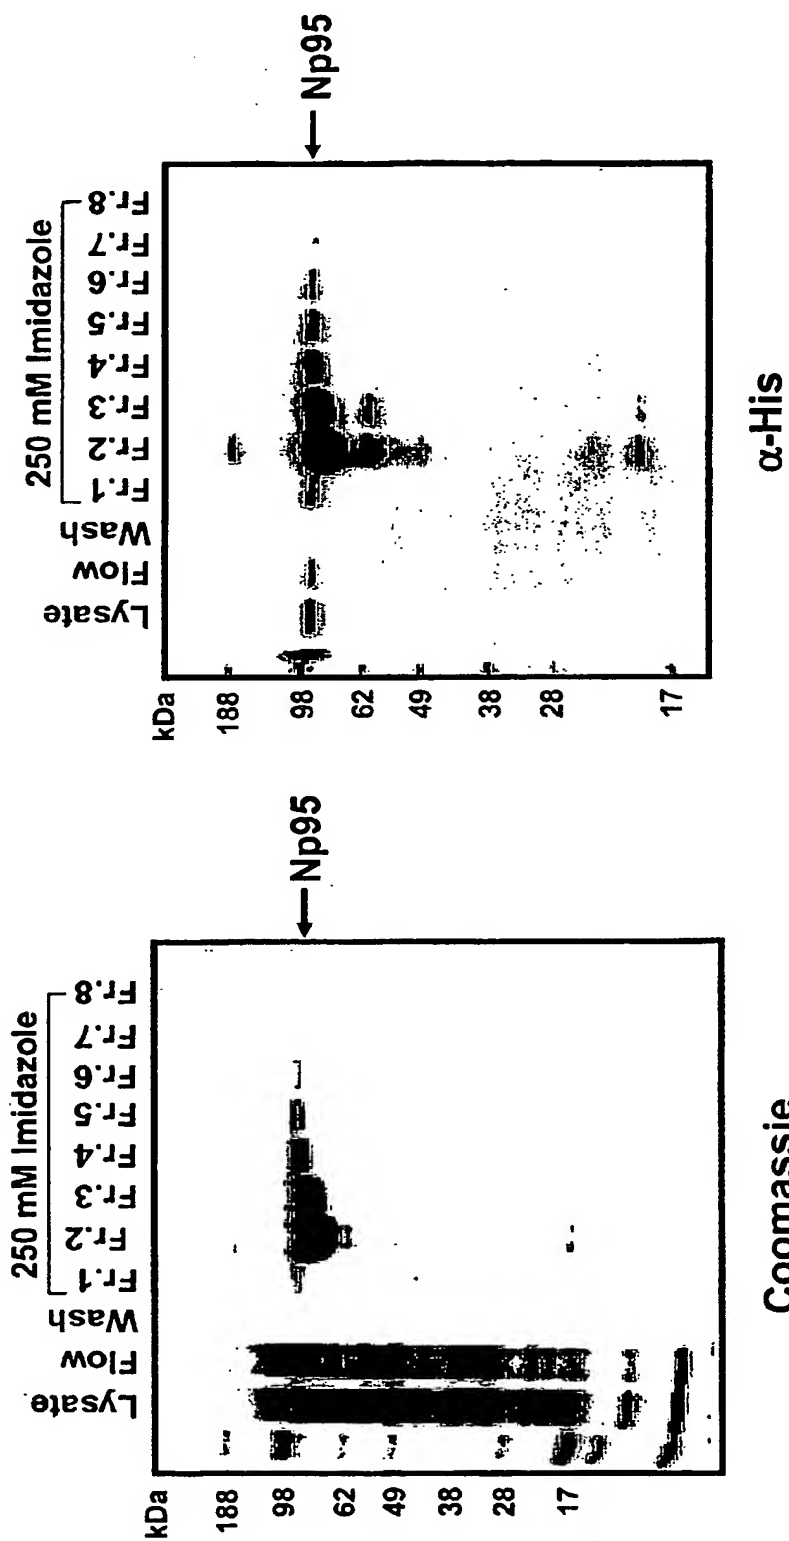 250 mM Imidazole
Lysate
Flow
Wash
Fr.1
Fr.2
Fr.3
Fr.4
Fr.5
Fr.6
Fr.7
Fr.8
kDa
188
98
62
49
38
28
17
Np95
Coomassie
250 mM Imidazole
Lysate
Flow
Wash
Fr.1
Fr.2
Fr.3
Fr.4
Fr.5
Fr.6
Fr.7
Fr.8
kDa
188
98
62
49
38
28
17
Np95
α-His